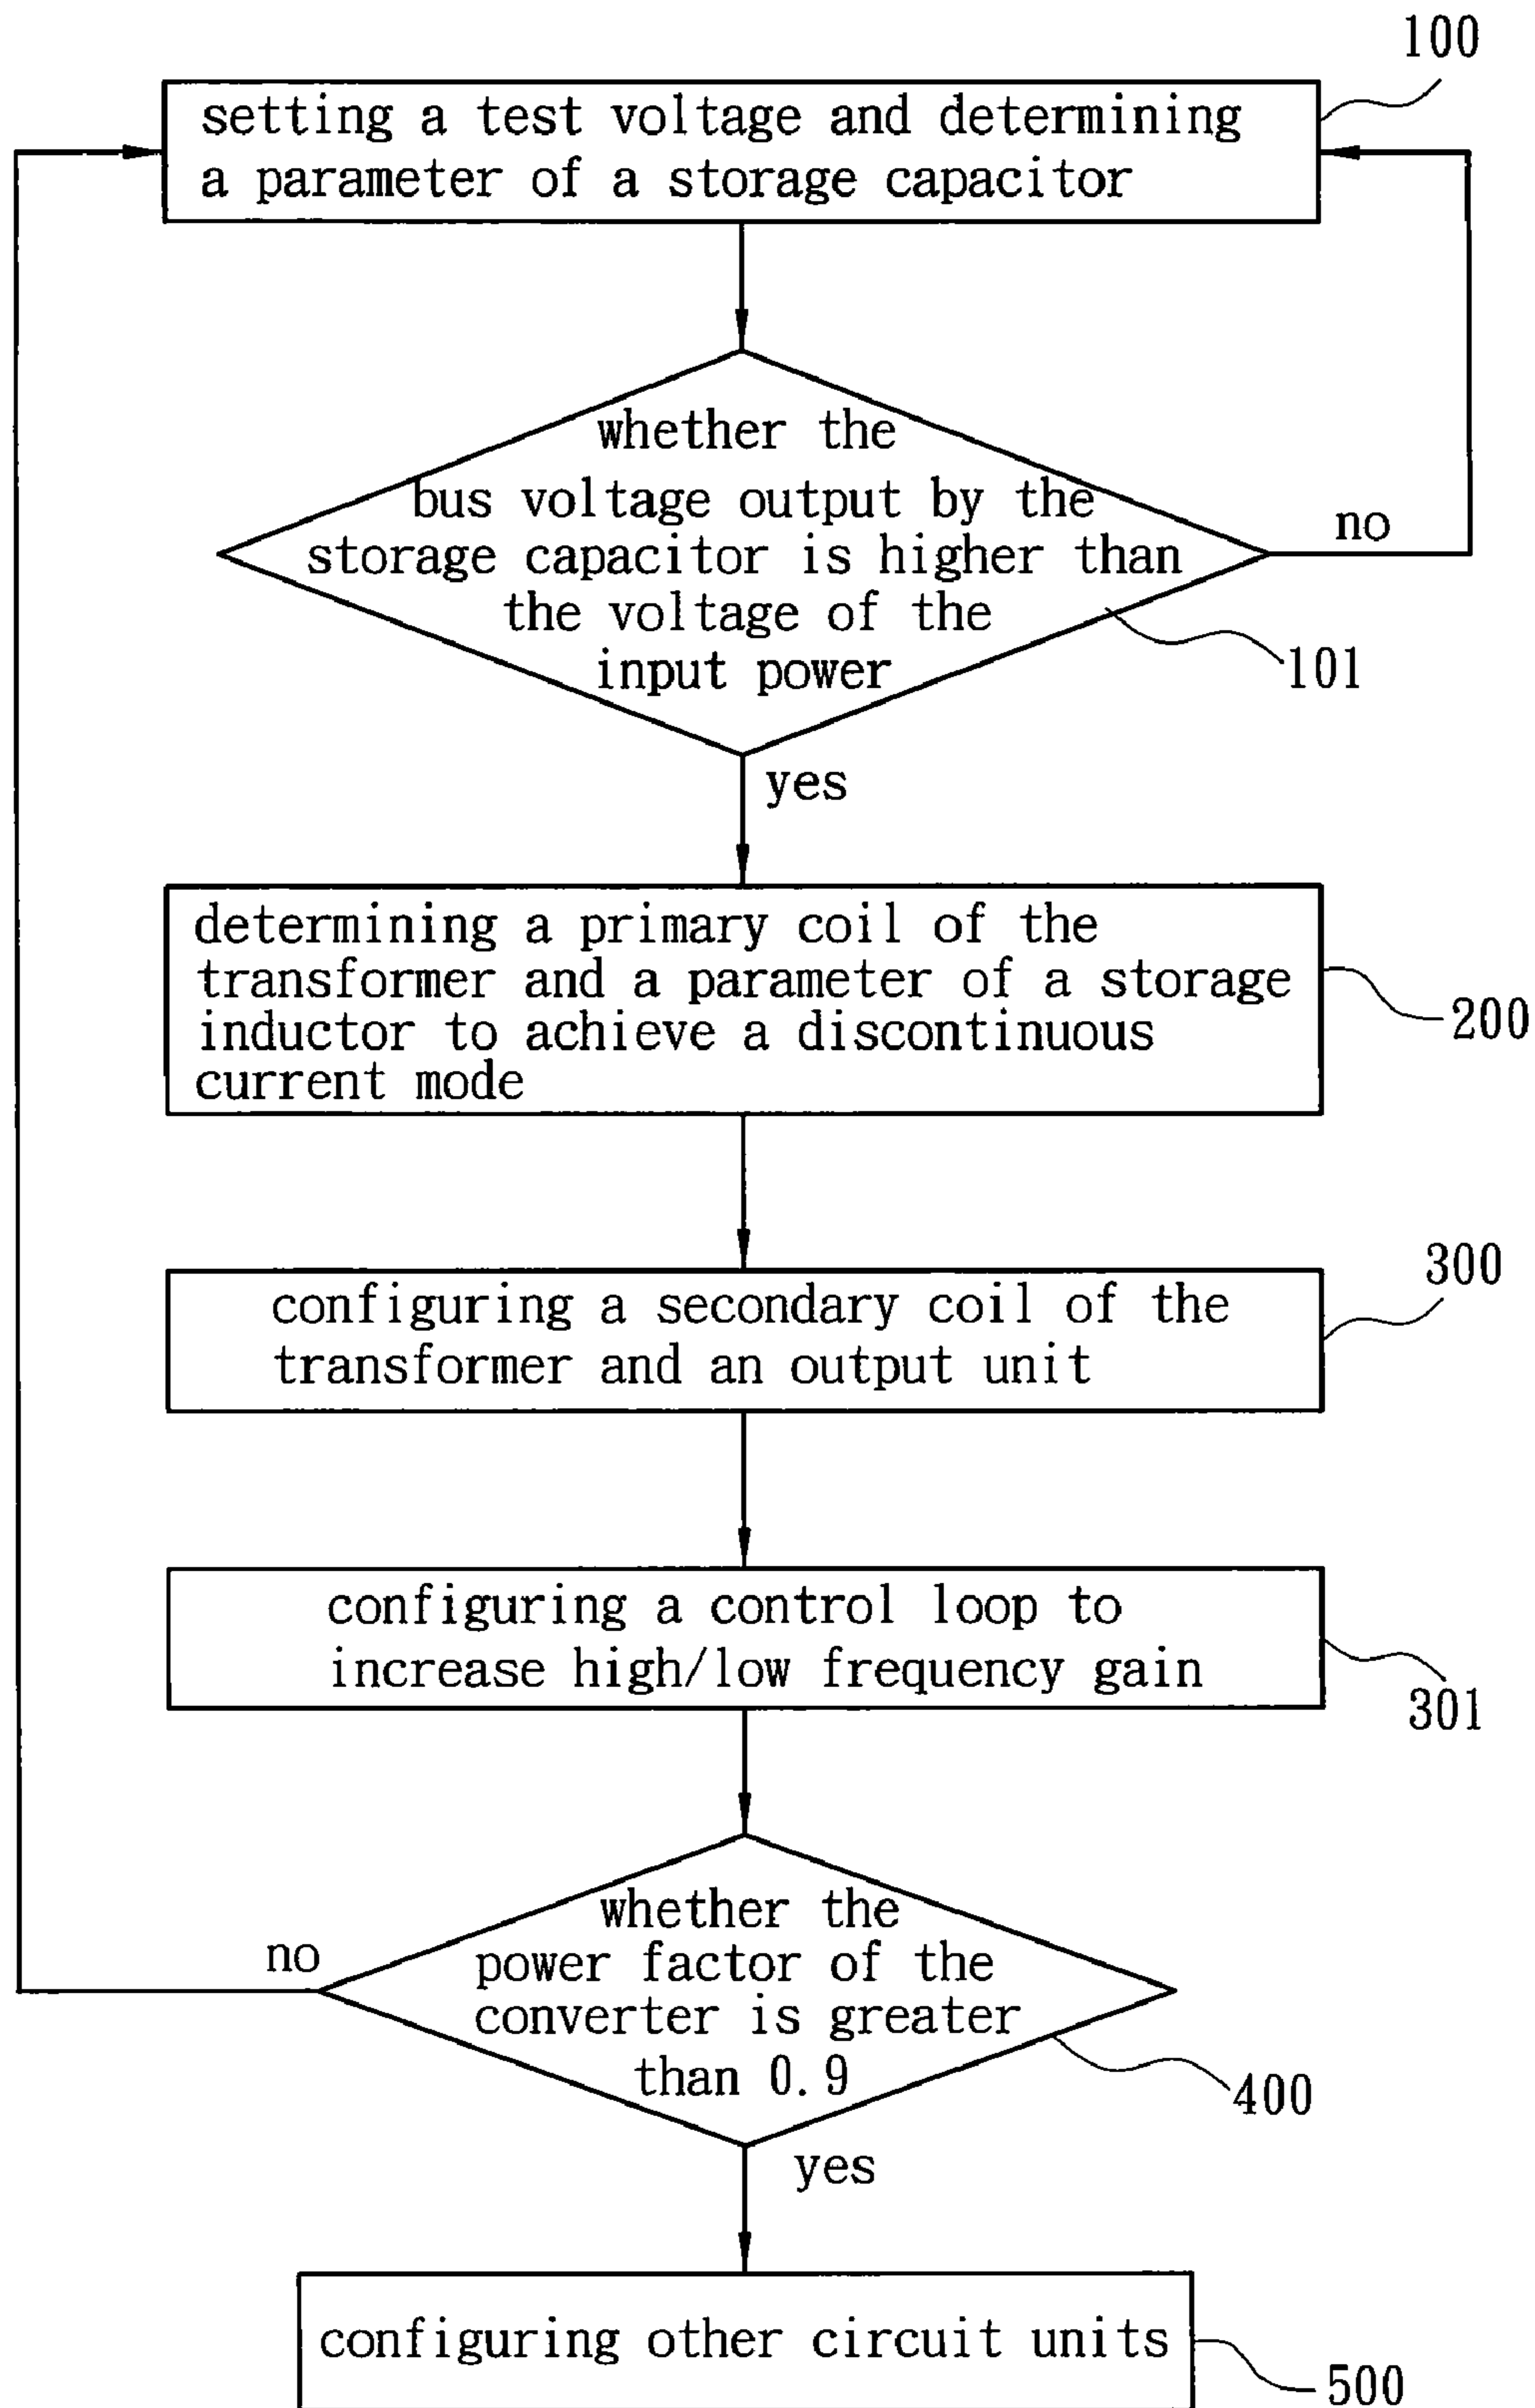 100
setting a test voltage and determining
a parameter of a storage capacitor
whether the
bus voltage output by the
storage capacitor is higher than
the voltage of the
input power
no
101
yes
determining a primary coil of the
transformer and a parameter of a storage
inductor to achieve a discontinuous
current mode
200
configuring a secondary coil of the
transformer and an output unit
300
configuring a control loop to
increase high/low frequency gain
301
whether the
power factor of the
converter is greater
than 0.9
no
400
yes
configuring other circuit units
500